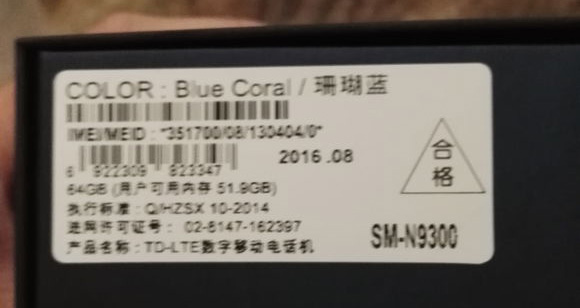 COLOR : Blue Coral / 珊瑚蓝
IMEI/MEID : "351700/08/130404/0"
6 922309 823347
2016 .08
合
格
64GB (用户可用内存 51.9GB)
执行标准 : Q/HZSX 10-2014
进网许可证号 : 02-6147-162397
产品名称 : TD-LTE数字移动电话机
SM-N9300